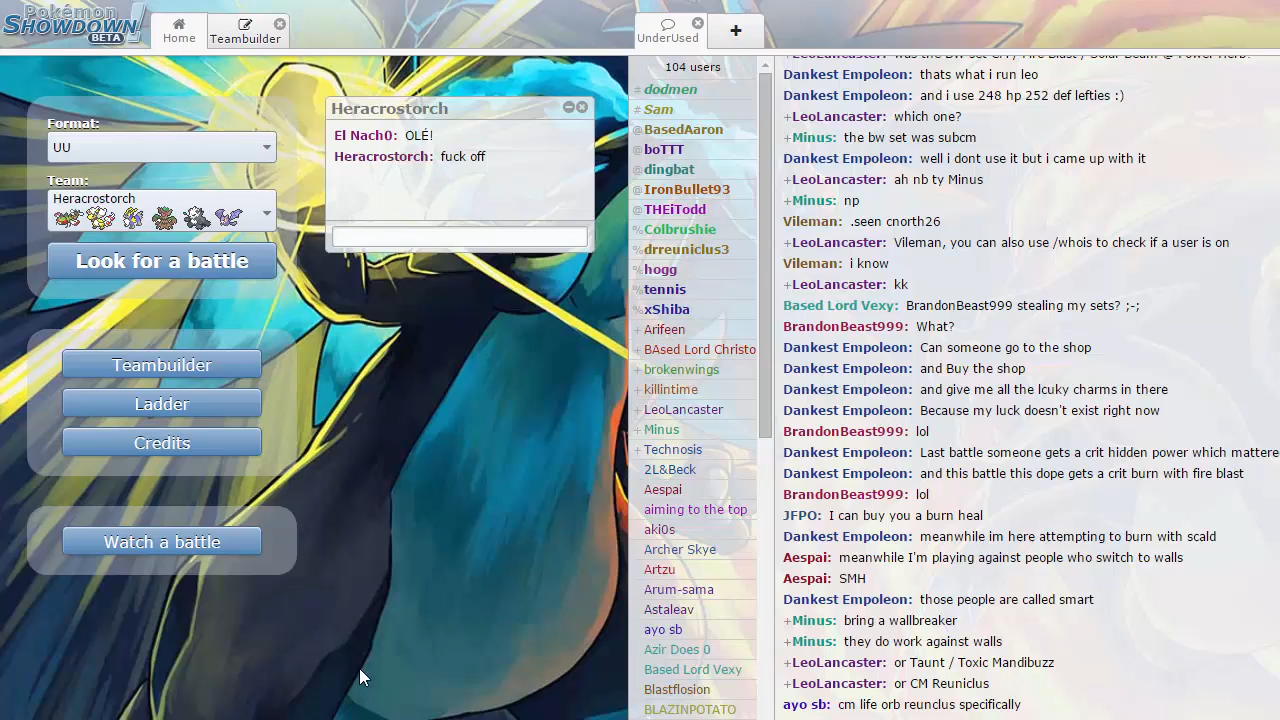 Pokémon
SHOWDOWN!
BETA
Home
Teambuilder
UnderUsed
+
Format:
UU
Team:
Heracrostorch
Look for a battle
Teambuilder
Ladder
Credits
Watch a battle
Heracrostorch
El Nach0: OLÉ!
Heracrostorch: fuck off
104 users
#dodmen
#Sam
@BasedAaron
@boTTT
@dingbat
@IronBullet93
@THEiTodd
%Colbrushie
%drreuniclus3
%hogg
%tennis
%xShiba
+Arifeen
+BAsed Lord Christo
+brokenwings
+killintime
+LeoLancaster
+Minus
+Technosis
2L&Beck
Aespai
aiming to the top
aki0s
Archer Skye
Artzu
Arum-sama
Astaleav
ayo sb
Azir Does 0
Based Lord Vexy
Blastflosion
BLAZINPOTATO
Dankest Empoleon: thats what i run leo
Dankest Empoleon: and i use 248 hp 252 def lefties :)
+LeoLancaster: which one?
+Minus: the bw set was subcm
Dankest Empoleon: well i dont use it but i came up with it
+LeoLancaster: ah nb ty Minus
+Minus: np
Vileman: .seen cnorth26
+LeoLancaster: Vileman, you can also use /whois to check if a user is on
Vileman: i know
+LeoLancaster: kk
Based Lord Vexy: BrandonBeast999 stealing my sets? ;-;
BrandonBeast999: What?
Dankest Empoleon: Can someone go to the shop
Dankest Empoleon: and Buy the shop
Dankest Empoleon: and give me all the lcuky charms in there
Dankest Empoleon: Because my luck doesn't exist right now
BrandonBeast999: lol
Dankest Empoleon: Last battle someone gets a crit hidden power which mattere
Dankest Empoleon: and this battle this dope gets a crit burn with fire blast
BrandonBeast999: lol
JFPO: I can buy you a burn heal
Dankest Empoleon: meanwhile im here attempting to burn with scald
Aespai: meanwhile I'm playing against people who switch to walls
Aespai: SMH
Dankest Empoleon: those people are called smart
+Minus: bring a wallbreaker
+Minus: they do work against walls
+LeoLancaster: or Taunt / Toxic Mandibuzz
+LeoLancaster: or CM Reuniclus
ayo sb: cm life orb reunclus specifically